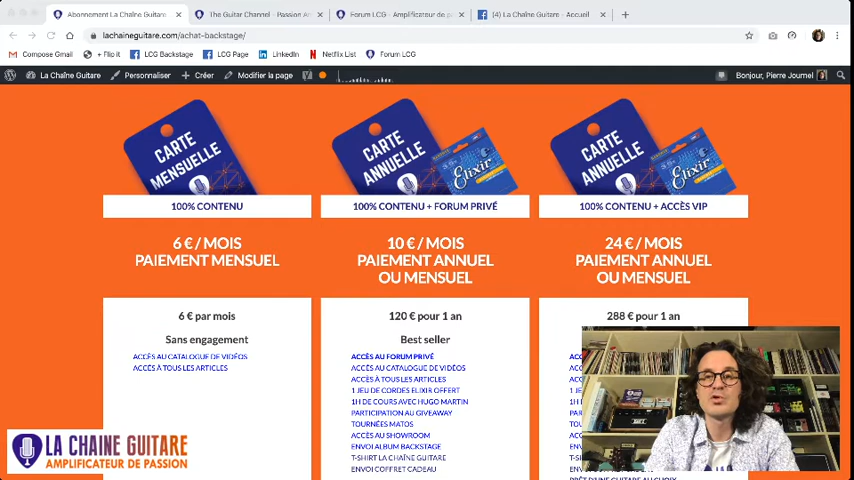 Abonnement La Chaîne Guitare
The Guitar Channel - Passion Am
Forum LCG - Amplificateur de pa
(4) La Chaîne Guitare - Accueil
lachaineguitare.com/achat-backstage/
Compose Gmail
+ Flip it
LCG Backstage
LCG Page
LinkedIn
Netflix List
Forum LCG
La Chaîne Guitare
Personnaliser
Créer
Modifier la page
Bonjour, Pierre Journel
CARTE
MENSUELLE
CARTE
ANNUELLE
Elixir
CARTE
ANNUELLE
Elixir
100% CONTENU
100% CONTENU + FORUM PRIVÉ
100% CONTENU + ACCÈS VIP
6 € / MOIS
PAIEMENT MENSUEL
10 € / MOIS
PAIEMENT ANNUEL
OU MENSUEL
24 € / MOIS
PAIEMENT ANNUEL
OU MENSUEL
6 € par mois
Sans engagement
ACCÈS AU CATALOGUE DE VIDÉOS
ACCÈS À TOUS LES ARTICLES
120 € pour 1 an
Best seller
ACCÈS AU FORUM PRIVÉ
ACCÈS AU CATALOGUE DE VIDÉOS
ACCÈS À TOUS LES ARTICLES
1 JEU DE CORDES ELIXIR OFFERT
1H DE COURS AVEC HUGO MARTIN
PARTICIPATION AU GIVEAWAY
TOURNÉES MATOS
ACCÈS AU SHOWROOM
ENVOI ALBUM BACKSTAGE
T-SHIRT LA CHAÎNE GUITARE
ENVOI COFFRET CADEAU
288 € pour 1 an
LA CHAINE GUITARE
AMPLIFICATEUR DE PASSION